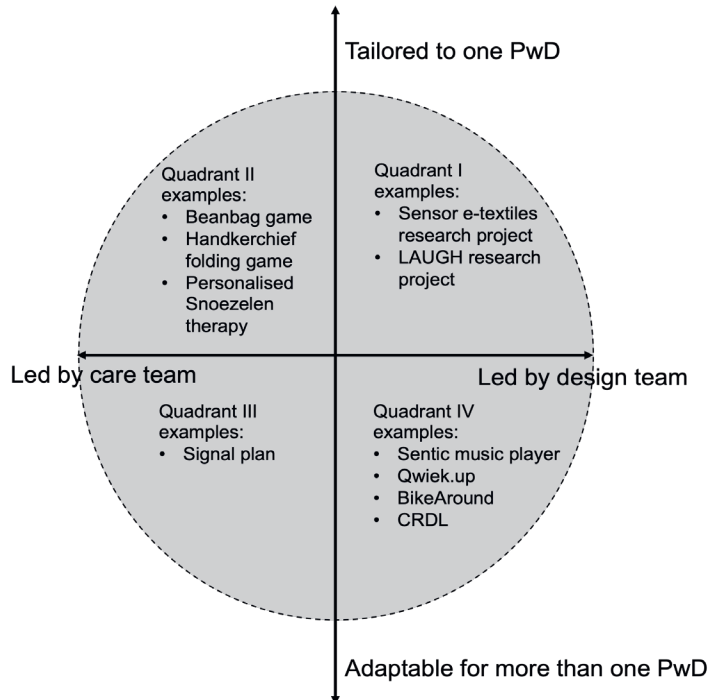 Tailored to one PwD
Quadrant II
examples:
• Beanbag game
• Handkerchief
folding game
• Personalised
Snoezelen
therapy
Quadrant I
examples:
• Sensor e-textiles
research project
• LAUGH research
project
Led by care team
Led by design team
Quadrant III
examples:
• Signal plan
Quadrant IV
examples:
• Sentic music player
• Qwiek.up
• BikeAround
• CRDL
Adaptable for more than one PwD